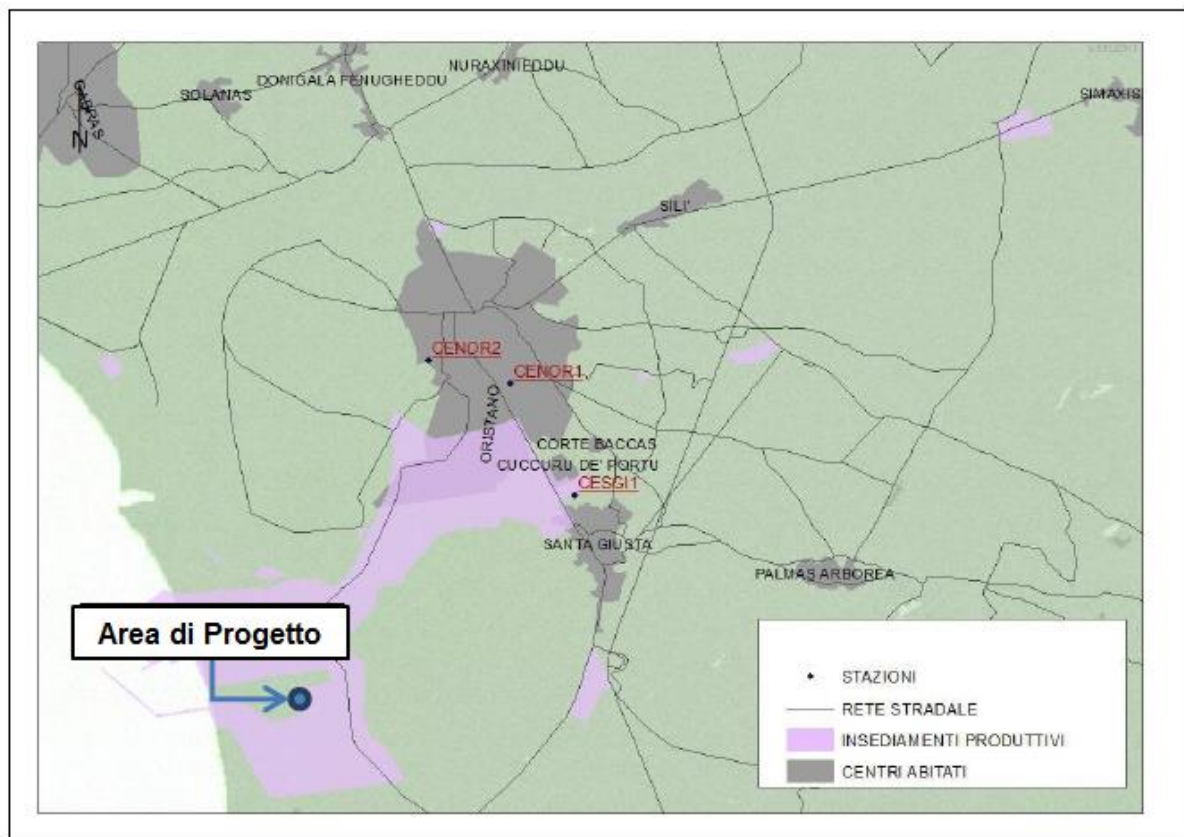 NURAXINIEDDU
DONIGALA FENUGHEDDU
SOLANAS
SIMAXIS
CABRAS
N
SILI'
CENOR2
CENOR1
ORISTANO
CORTE BACCAS
CUCCURU DE' PORTU
CESGI1
SANTA GIUSTA
PALMAS ARBOREA
Area di Progetto
STAZIONI
RETE STRADALE
INSEDIAMENTI PRODUTTIVI
CENTRI ABITATI